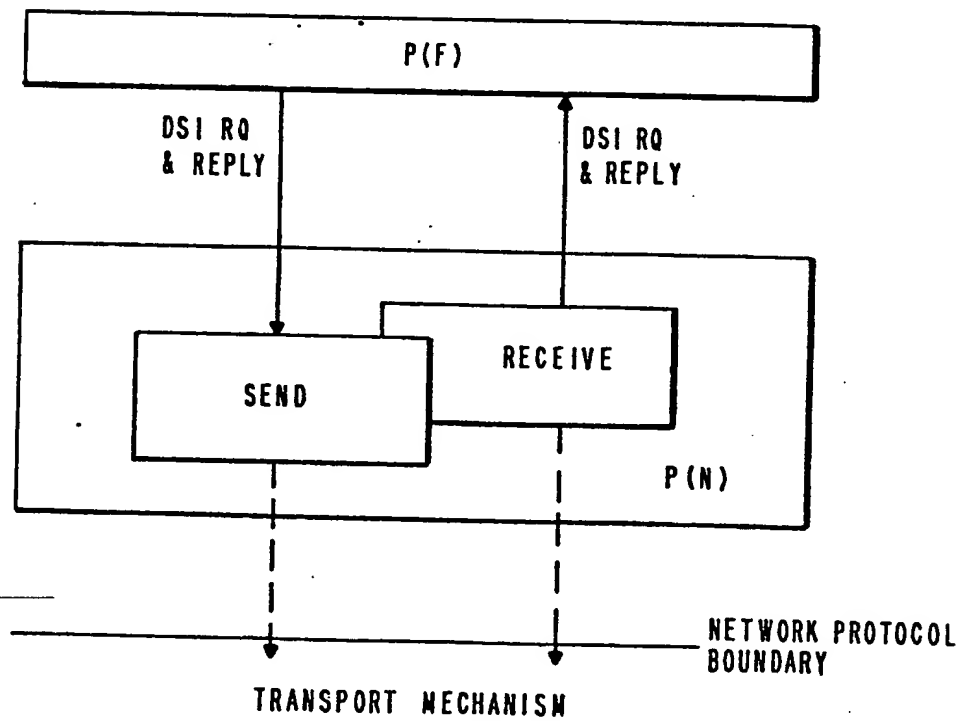 P(F)
DSI RQ
& REPLY
DSI RQ
& REPLY
RECEIVE
SEND
P(N)
NETWORK PROTOCOL
BOUNDARY
TRANSPORT MECHANISM